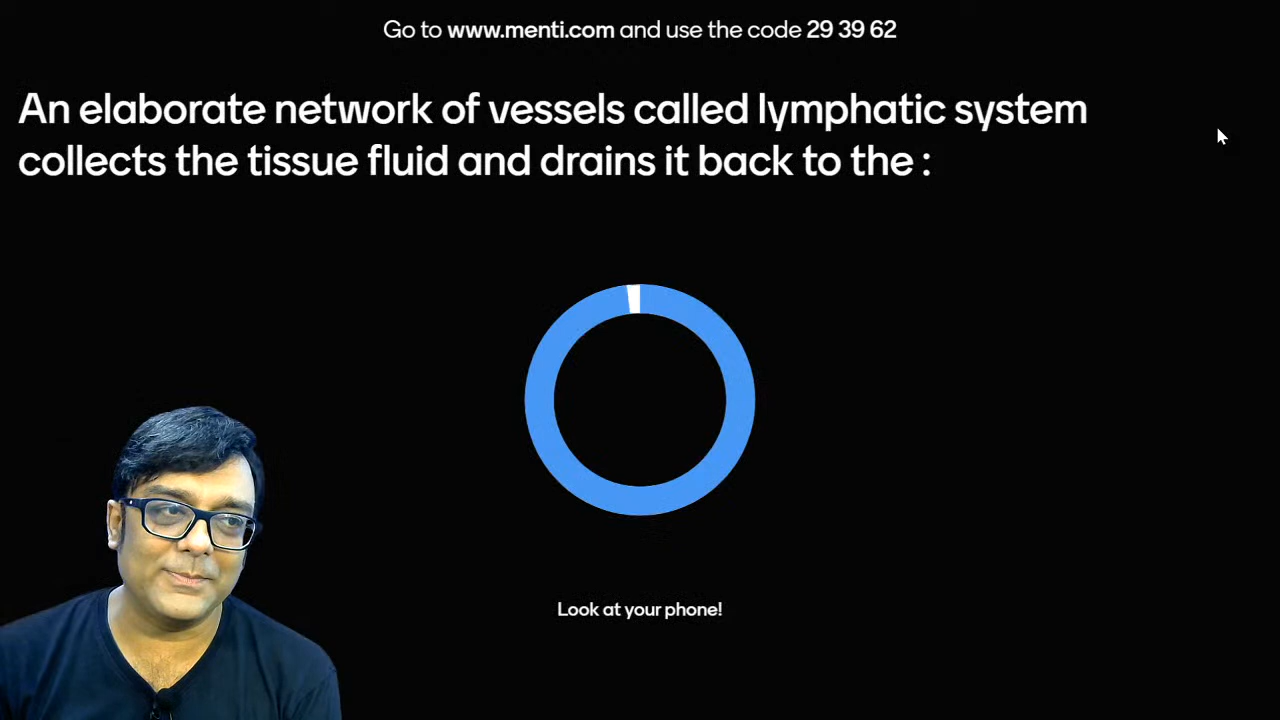 Go to www.menti.com and use the code 29 39 62
An elaborate network of vessels called lymphatic system
collects the tissue fluid and drains it back to the :
Look at your phone!